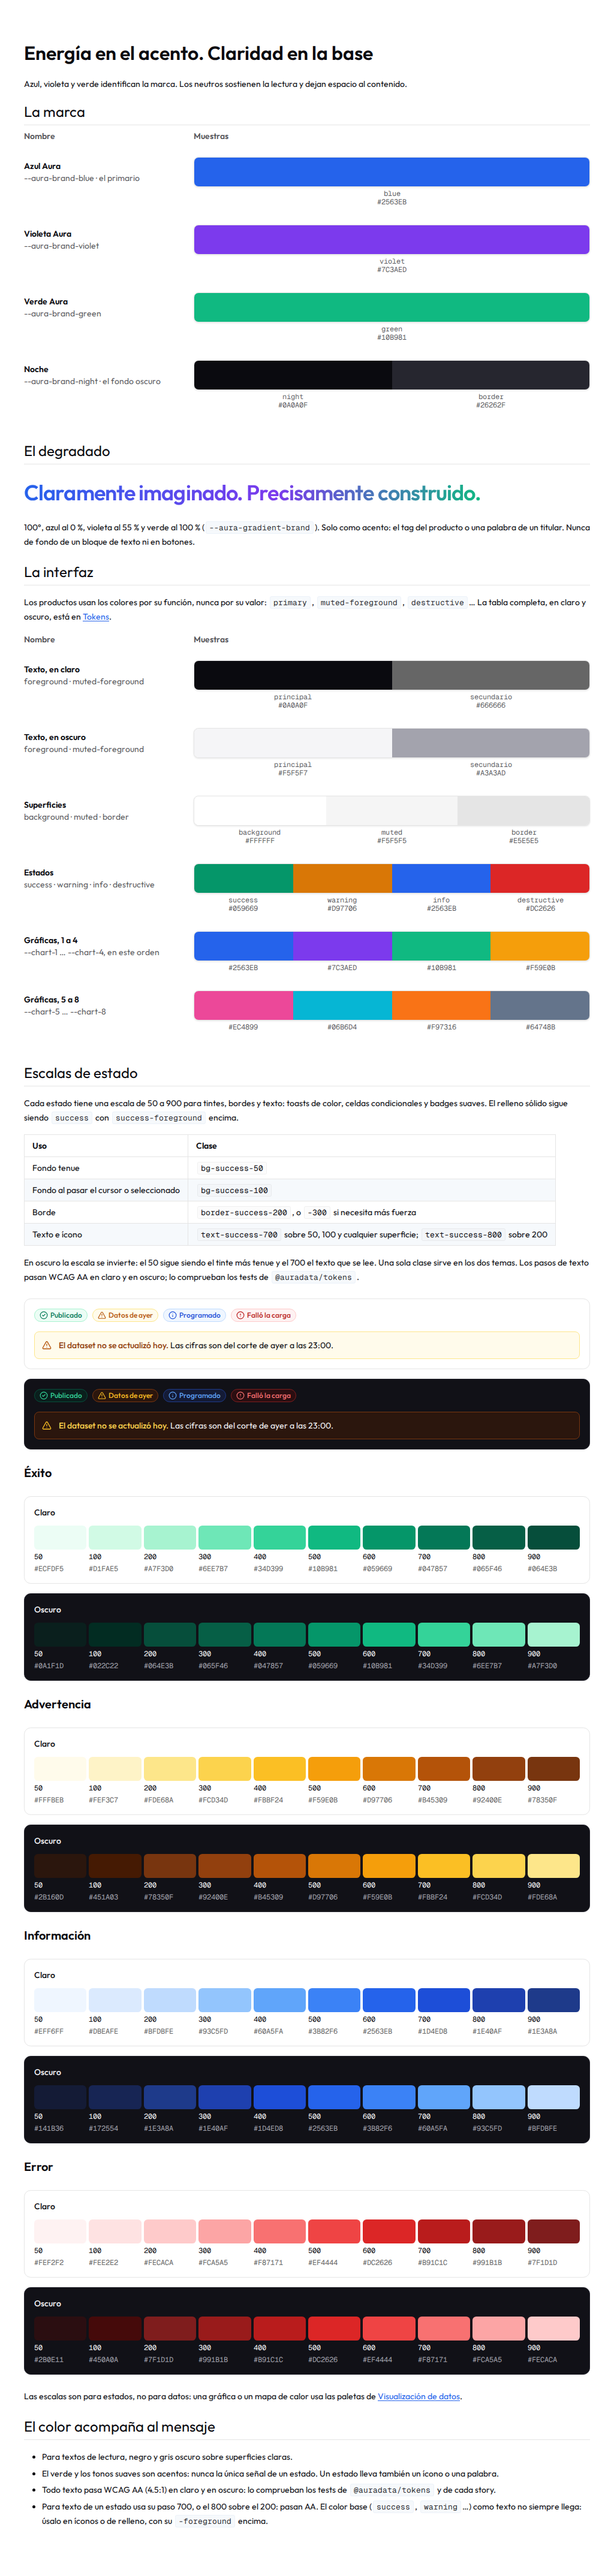 Energía en el acento. Claridad en la base
Azul, violeta y verde identifican la marca. Los neutros sostienen la lectura y dejan espacio al contenido.
La marca
Nombre Muestras
Azul Aura
--aura-brand-blue · el primario
blue
#2563EB
Violeta Aura
--aura-brand-violet
violet
#7C3AED
Verde Aura
--aura-brand-green
green
#10B981
Noche
--aura-brand-night · el fondo oscuro
night border
#0A0A0F #26262F
El degradado
Claramente imaginado. Precisamente construido.
100°, azul al 0 %, violeta al 55 % y verde al 100 % ( --aura-gradient-brand ). Solo como acento: el tag del producto o una palabra de un titular. Nunca
de fondo de un bloque de texto ni en botones.
La interfaz
Los productos usan los colores por su función, nunca por su valor: primary , muted-foreground , destructive … La tabla completa, en claro y
oscuro, está en Tokens.
Nombre Muestras
Texto, en claro
foreground · muted-foreground
principal secundario
#0A0A0F #666666
Texto, en oscuro
foreground · muted-foreground
principal secundario
#F5F5F7 #A3A3AD
Superficies
background · muted · border
background muted border
#FFFFFF #F5F5F5 #E5E5E5
Estados
success · warning · info · destructive
success warning info destructive
#059669 #D97706 #2563EB #DC2626
Gráficas, 1 a 4
--chart-1 … --chart-4, en este orden
#2563EB #7C3AED #10B981 #F59E0B
Gráficas, 5 a 8
--chart-5 … --chart-8
#EC4899 #06B6D4 #F97316 #64748B
Escalas de estado
Cada estado tiene una escala de 50 a 900 para tintes, bordes y texto: toasts de color, celdas condicionales y badges suaves. El relleno sólido sigue
siendo success con success-foreground encima.
Uso Clase
Fondo tenue bg-success-50
Fondo al pasar el cursor o seleccionado bg-success-100
Borde border-success-200 , o -300 si necesita más fuerza
Texto e ícono text-success-700 sobre 50, 100 y cualquier superficie; text-success-800 sobre 200
En oscuro la escala se invierte: el 50 sigue siendo el tinte más tenue y el 700 el texto que se lee. Una sola clase sirve en los dos temas. Los pasos de texto
pasan WCAG AA en claro y en oscuro; lo comprueban los tests de @auradata/tokens .
Publicado Datos de ayer Programado Falló la carga
El dataset no se actualizó hoy. Las cifras son del corte de ayer a las 23:00.
Publicado Datos de ayer Programado Falló la carga
El dataset no se actualizó hoy. Las cifras son del corte de ayer a las 23:00.
Éxito
Claro
50 100 200 300 400 500 600 700 800 900
#ECFDF5 #D1FAE5 #A7F3D0 #6EE7B7 #34D399 #10B981 #059669 #047857 #065F46 #064E3B
Oscuro
50 100 200 300 400 500 600 700 800 900
#0A1F1D #022C22 #064E3B #065F46 #047857 #059669 #10B981 #34D399 #6EE7B7 #A7F3D0
Advertencia
Claro
50 100 200 300 400 500 600 700 800 900
#FFFBEB #FEF3C7 #FDE68A #FCD34D #FBBF24 #F59E0B #D97706 #B45309 #92400E #78350F
Oscuro
50 100 200 300 400 500 600 700 800 900
#2B160D #451A03 #78350F #92400E #B45309 #D97706 #F59E0B #FBBF24 #FCD34D #FDE68A
Información
Claro
50 100 200 300 400 500 600 700 800 900
#EFF6FF #DBEAFE #BFDBFE #93C5FD #60A5FA #3B82F6 #2563EB #1D4ED8 #1E40AF #1E3A8A
Oscuro
50 100 200 300 400 500 600 700 800 900
#141B36 #172554 #1E3A8A #1E40AF #1D4ED8 #2563EB #3B82F6 #60A5FA #93C5FD #BFDBFE
Error
Claro
50 100 200 300 400 500 600 700 800 900
#FEF2F2 #FEE2E2 #FECACA #FCA5A5 #F87171 #EF4444 #DC2626 #B91C1C #991B1B #7F1D1D
Oscuro
50 100 200 300 400 500 600 700 800 900
#2B0E11 #450A0A #7F1D1D #991B1B #B91C1C #DC2626 #EF4444 #F87171 #FCA5A5 #FECACA
Las escalas son para estados, no para datos: una gráfica o un mapa de calor usa las paletas de Visualización de datos.
El color acompaña al mensaje
• Para textos de lectura, negro y gris oscuro sobre superficies claras.
• El verde y los tonos suaves son acentos: nunca la única señal de un estado. Un estado lleva también un ícono o una palabra.
• Todo texto pasa WCAG AA (4.5:1) en claro y en oscuro: lo comprueban los tests de @auradata/tokens y de cada story.
• Para texto de un estado usa su paso 700, o el 800 sobre el 200: pasan AA. El color base ( success , warning …) como texto no siempre llega:
úsalo en íconos o de relleno, con su -foreground encima.